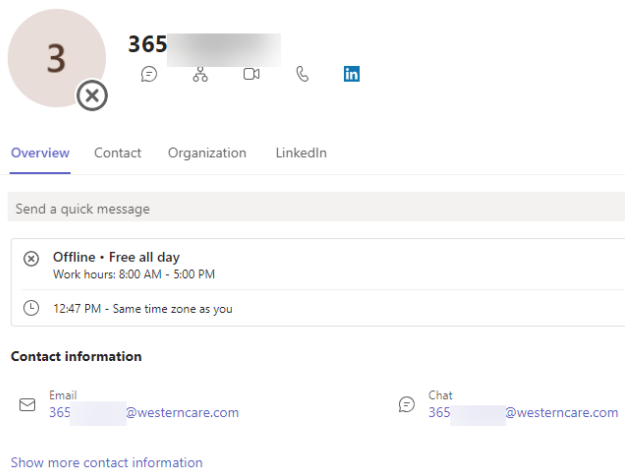 3
365
in
Overview Contact Organization LinkedIn
Send a quick message
Offline • Free all day
Work hours: 8:00 AM - 5:00 PM
12:47 PM - Same time zone as you
Contact information
Email
365 @westerncare.com
Chat
365 @westerncare.com
Show more contact information